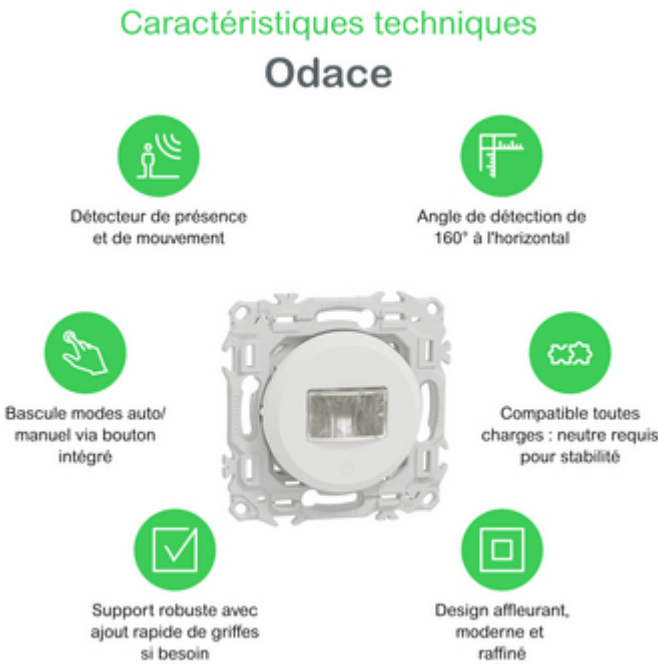 Caractéristiques techniques
Odace
Détecteur de présence
et de mouvement
Angle de détection de
160° à l'horizontal
Bascule modes auto/
manuel via bouton
intégré
Compatible toutes
charges : neutre requis
pour stabilité
Support robuste avec
ajout rapide de griffes
si besoin
Design affleurant,
moderne et
raffiné